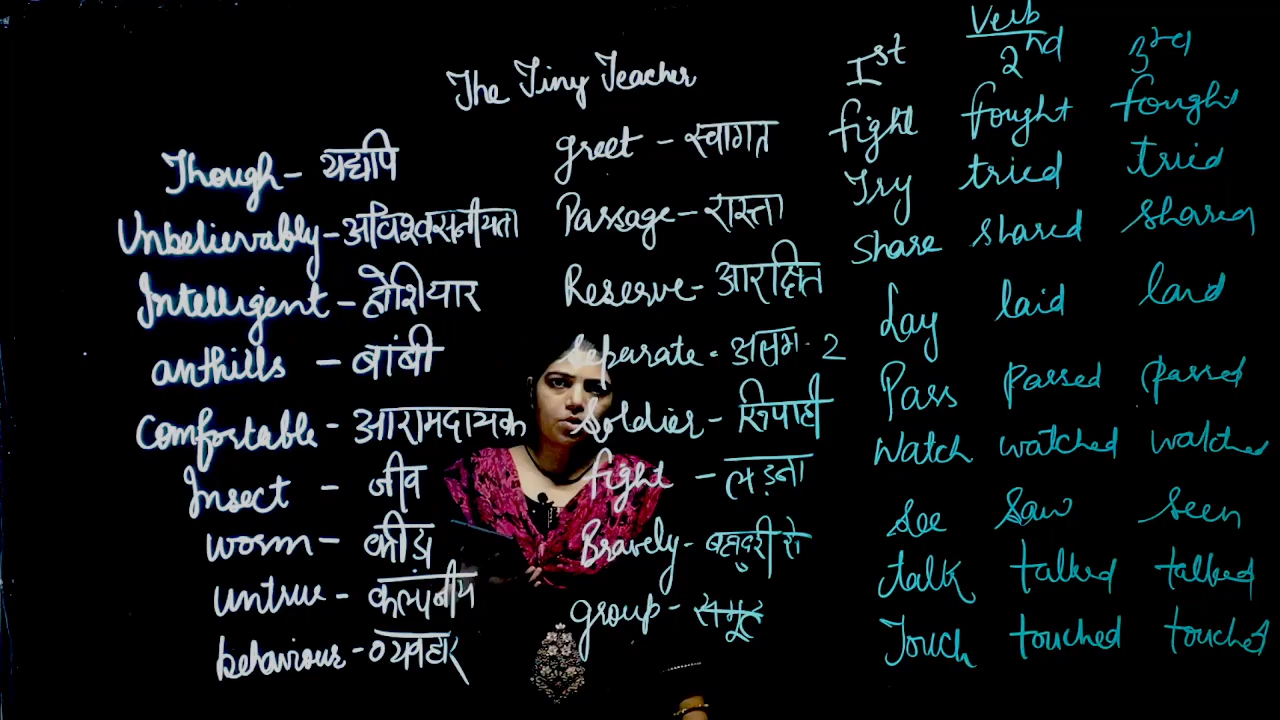 The Tiny Teacher
Though - यद्यपि
Unbelievably - अविश्वसनीयता
Intelligent - होशियार
anthills - बांबी
Comfortable - आरामदायक
Insect - जीव
worm - कीड़ा
untrue - कल्पनीय
behaviour - व्यवहार
greet - स्वागत
Passage - रास्ता
Reserve - आरक्षित
Separate - अलग - 2
Soldier - सिपाही
fight - लड़ना
Bravely - बहादुरी से
group - समूह
Verb
Ist 2nd 3rd
fight fought fought
Try tried tried
Share shared shared
Lay laid laid
Pass passed passed
Watch watched watched
See Saw Seen
talk talked talked
Touch touched touched